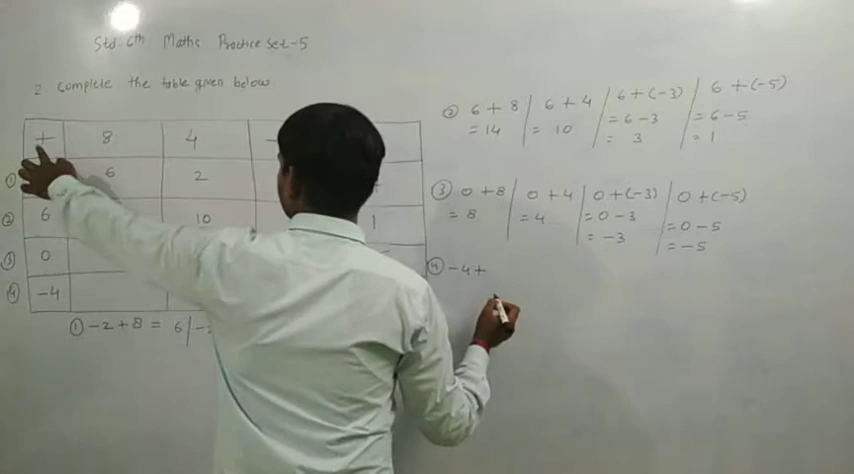 Std 6th Maths Practice Set-5
2 Complete the table given below
+ 8 4
① 6 2
② 6 10 1
③ 0
④ -4
① -2+8 = 6
② 6+8 6+4 6+(-3) 6+(-5)
=14 = 10 =6-3 =6-5
= 3 =1
③ 0+8 0+4 0+(-3) 0+(-5)
= 8 =4 =0-3 =0-5
=-3 =-5
④ -4+